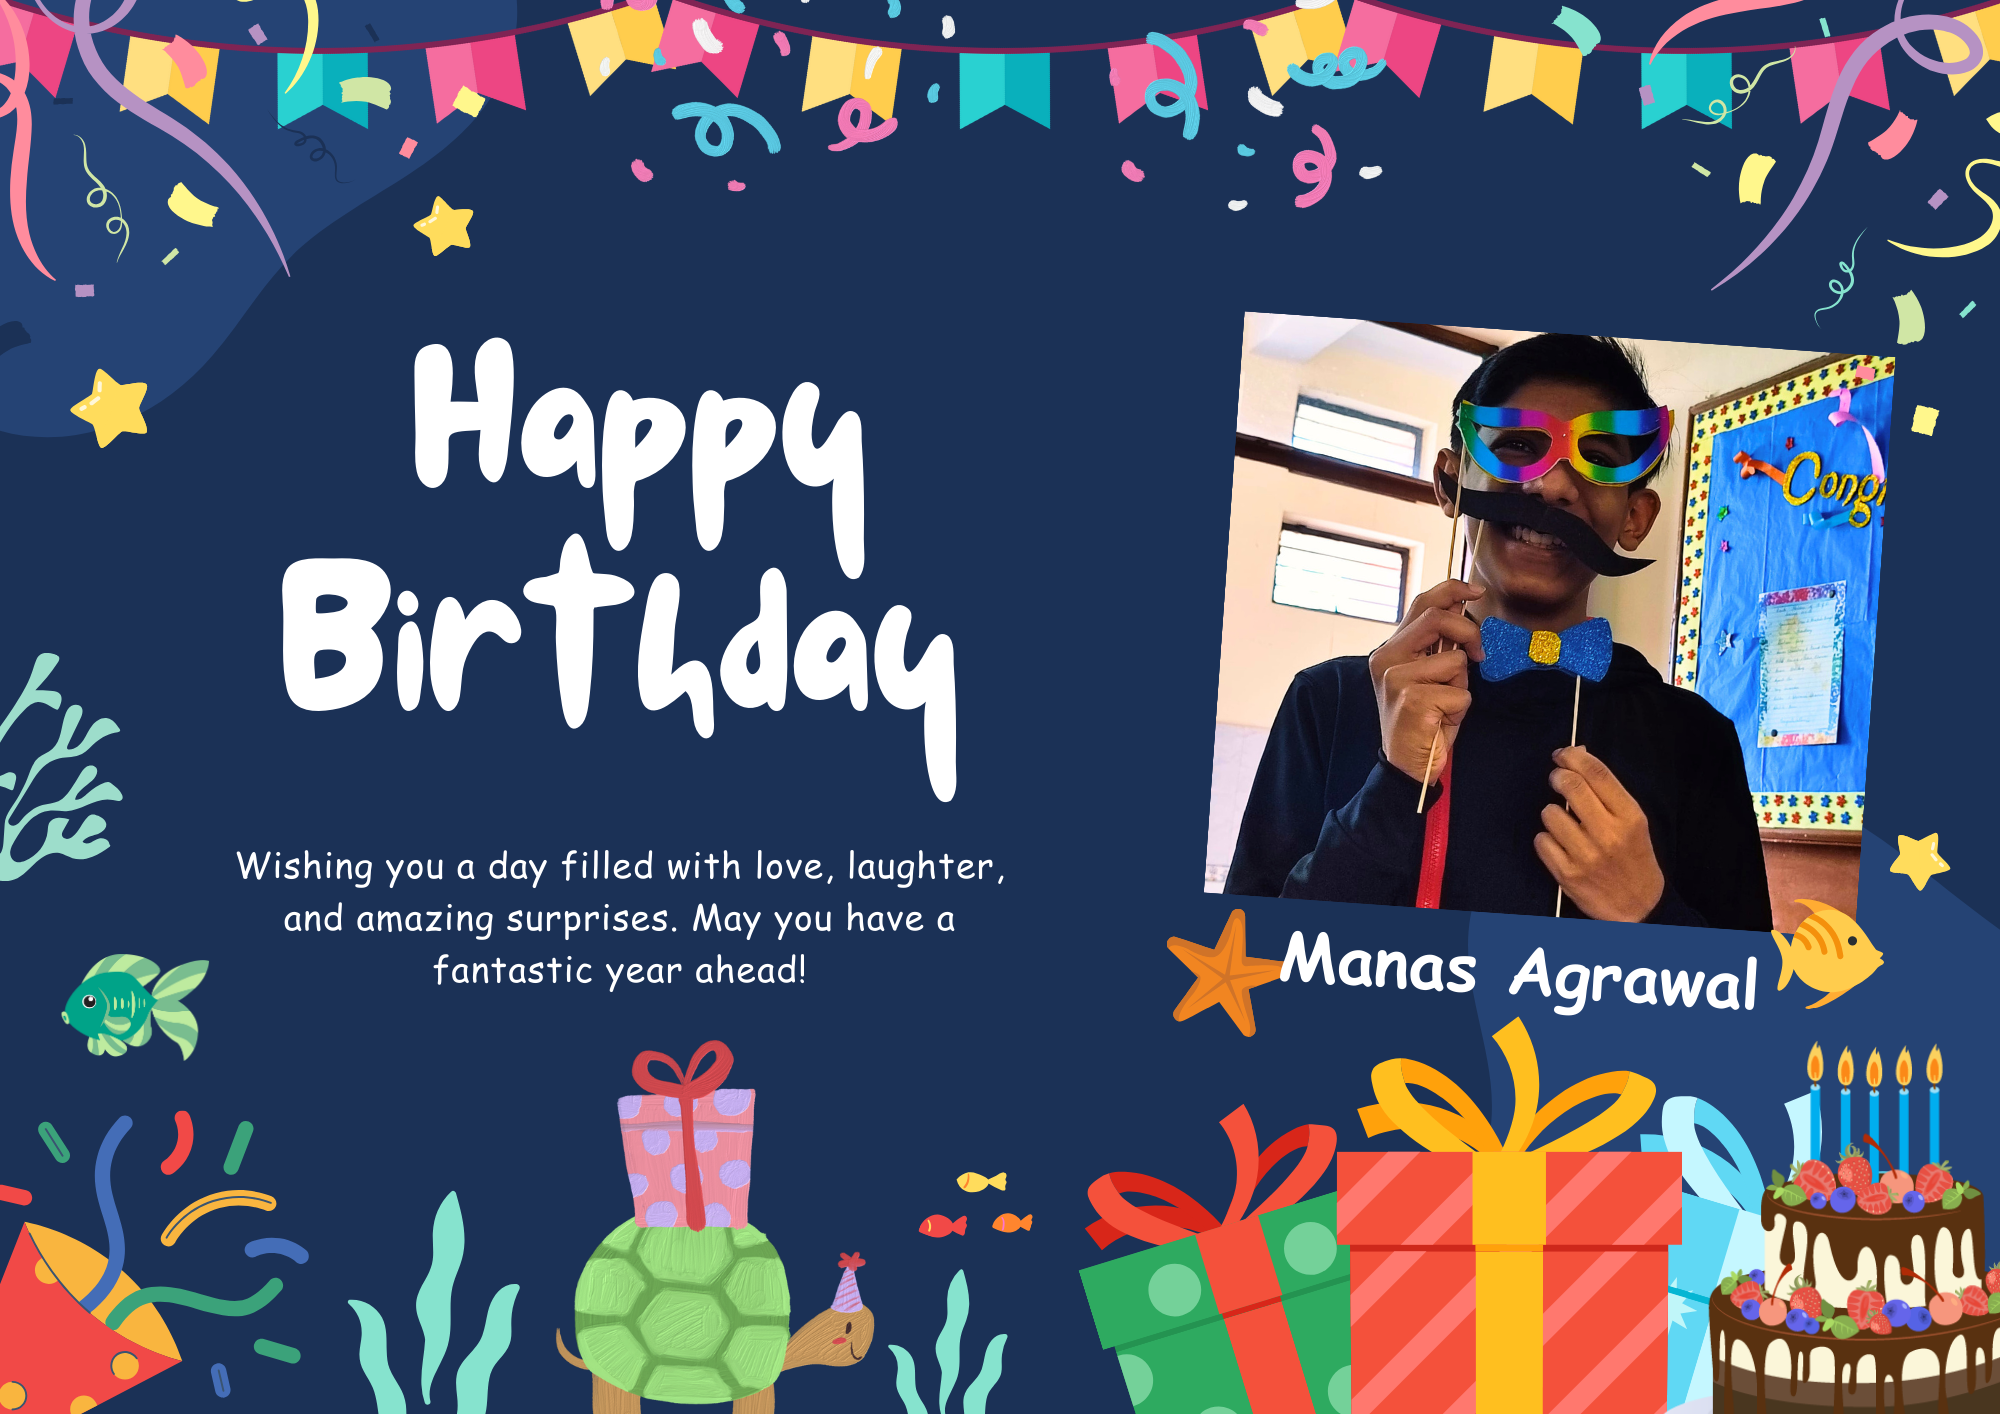 Happy
Birthday
Wishing you a day filled with love, laughter,
and amazing surprises. May you have a
fantastic year ahead!
Cong
Manas Agrawal